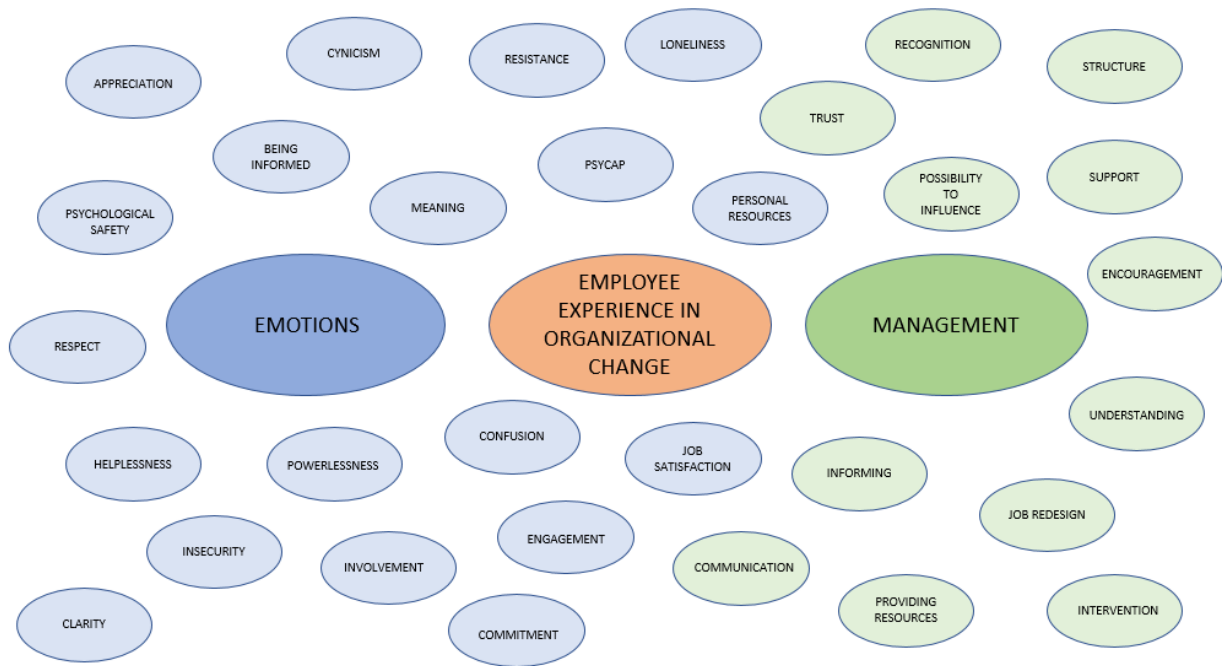 CYNICISM
RESISTANCE
LONELINESS
RECOGNITION
STRUCTURE
APPRECIATION
TRUST
BEING
INFORMED
PSYCAP
MEANING
PERSONAL
RESOURCES
POSSIBILITY
TO
INFLUENCE
SUPPORT
PSYCHOLOGICAL
SAFETY
ENCOURAGEMENT
EMOTIONS
EMPLOYEE
EXPERIENCE IN
ORGANIZATIONAL
CHANGE
MANAGEMENT
RESPECT
UNDERSTANDING
CONFUSION
HELPLESSNESS
POWERLESSNESS
JOB
SATISFACTION
INFORMING
JOB REDESIGN
INSECURITY
INVOLVEMENT
ENGAGEMENT
COMMUNICATION
CLARITY
COMMITMENT
PROVIDING
RESOURCES
INTERVENTION